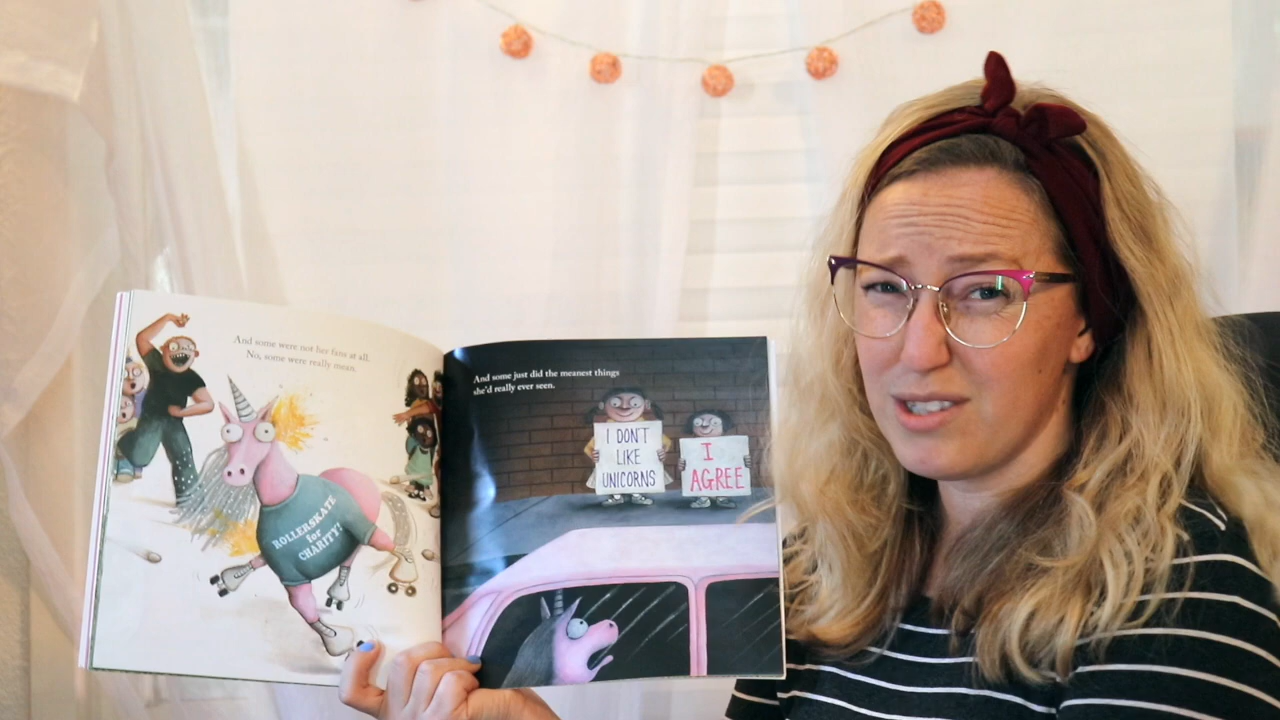 And some were not her fans at all.
No, some were really mean.
ROLLERSKATE
for
CHARITY!
And some just did the meanest things
she'd really ever seen.
I DON'T
LIKE
UNICORNS
I
AGREE